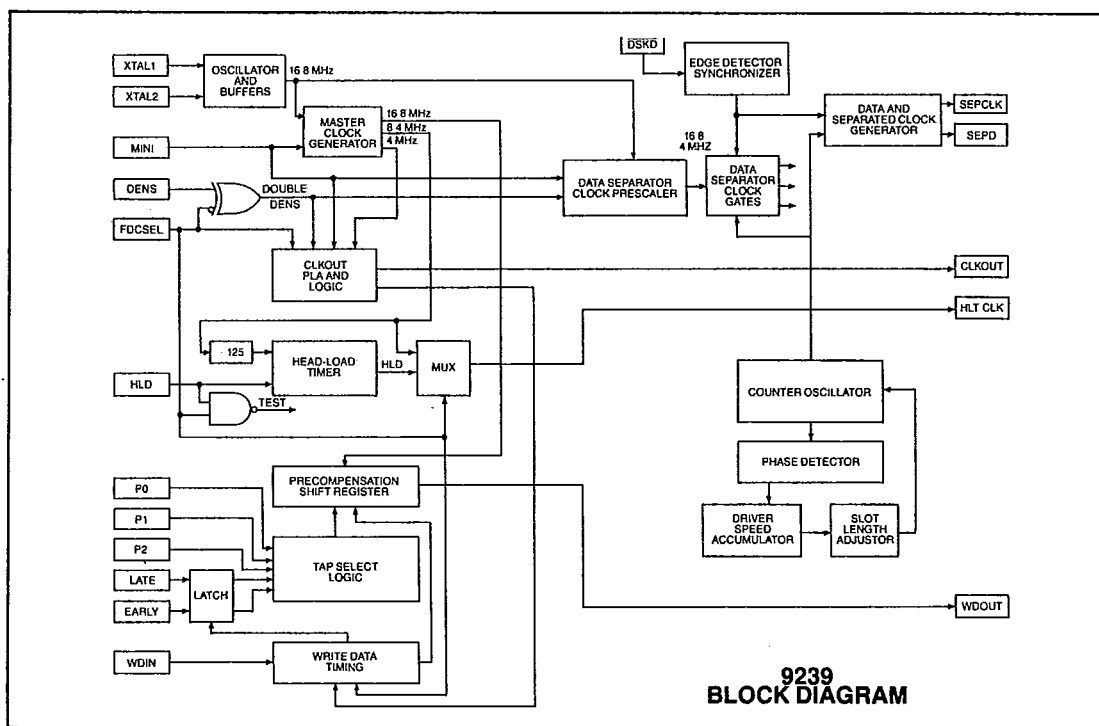 XTAL1
XTAL2
OSCILLATOR
AND
BUFFERS
16 8 MHz
MASTER
CLOCK
GENERATOR
16 8 MHz
8 4 MHz
4 MHz
MINI
DENS
DOUBLE
DENS
FDCSEL
CLKOUT
PLA AND
LOGIC
DSKD
EDGE DETECTOR
SYNCHRONIZER
DATA AND
SEPARATED CLOCK
GENERATOR
SEPCLK
SEPD
16 8
4 MHZ
DATA SEPARATOR
CLOCK PRESCALER
DATA
SEPARATOR
CLOCK
GATES
CLKOUT
HLT CLK
125
HEAD-LOAD
TIMER
HLD
MUX
HLD
TEST
COUNTER OSCILLATOR
PHASE DETECTOR
DRIVER
SPEED
ACCUMULATOR
SLOT
LENGTH
ADJUSTOR
P0
P1
P2
LATE
EARLY
LATCH
PRECOMPENSATION
SHIFT REGISTER
TAP SELECT
LOGIC
WDOUT
WDIN
WRITE DATA
TIMING
9239
BLOCK DIAGRAM